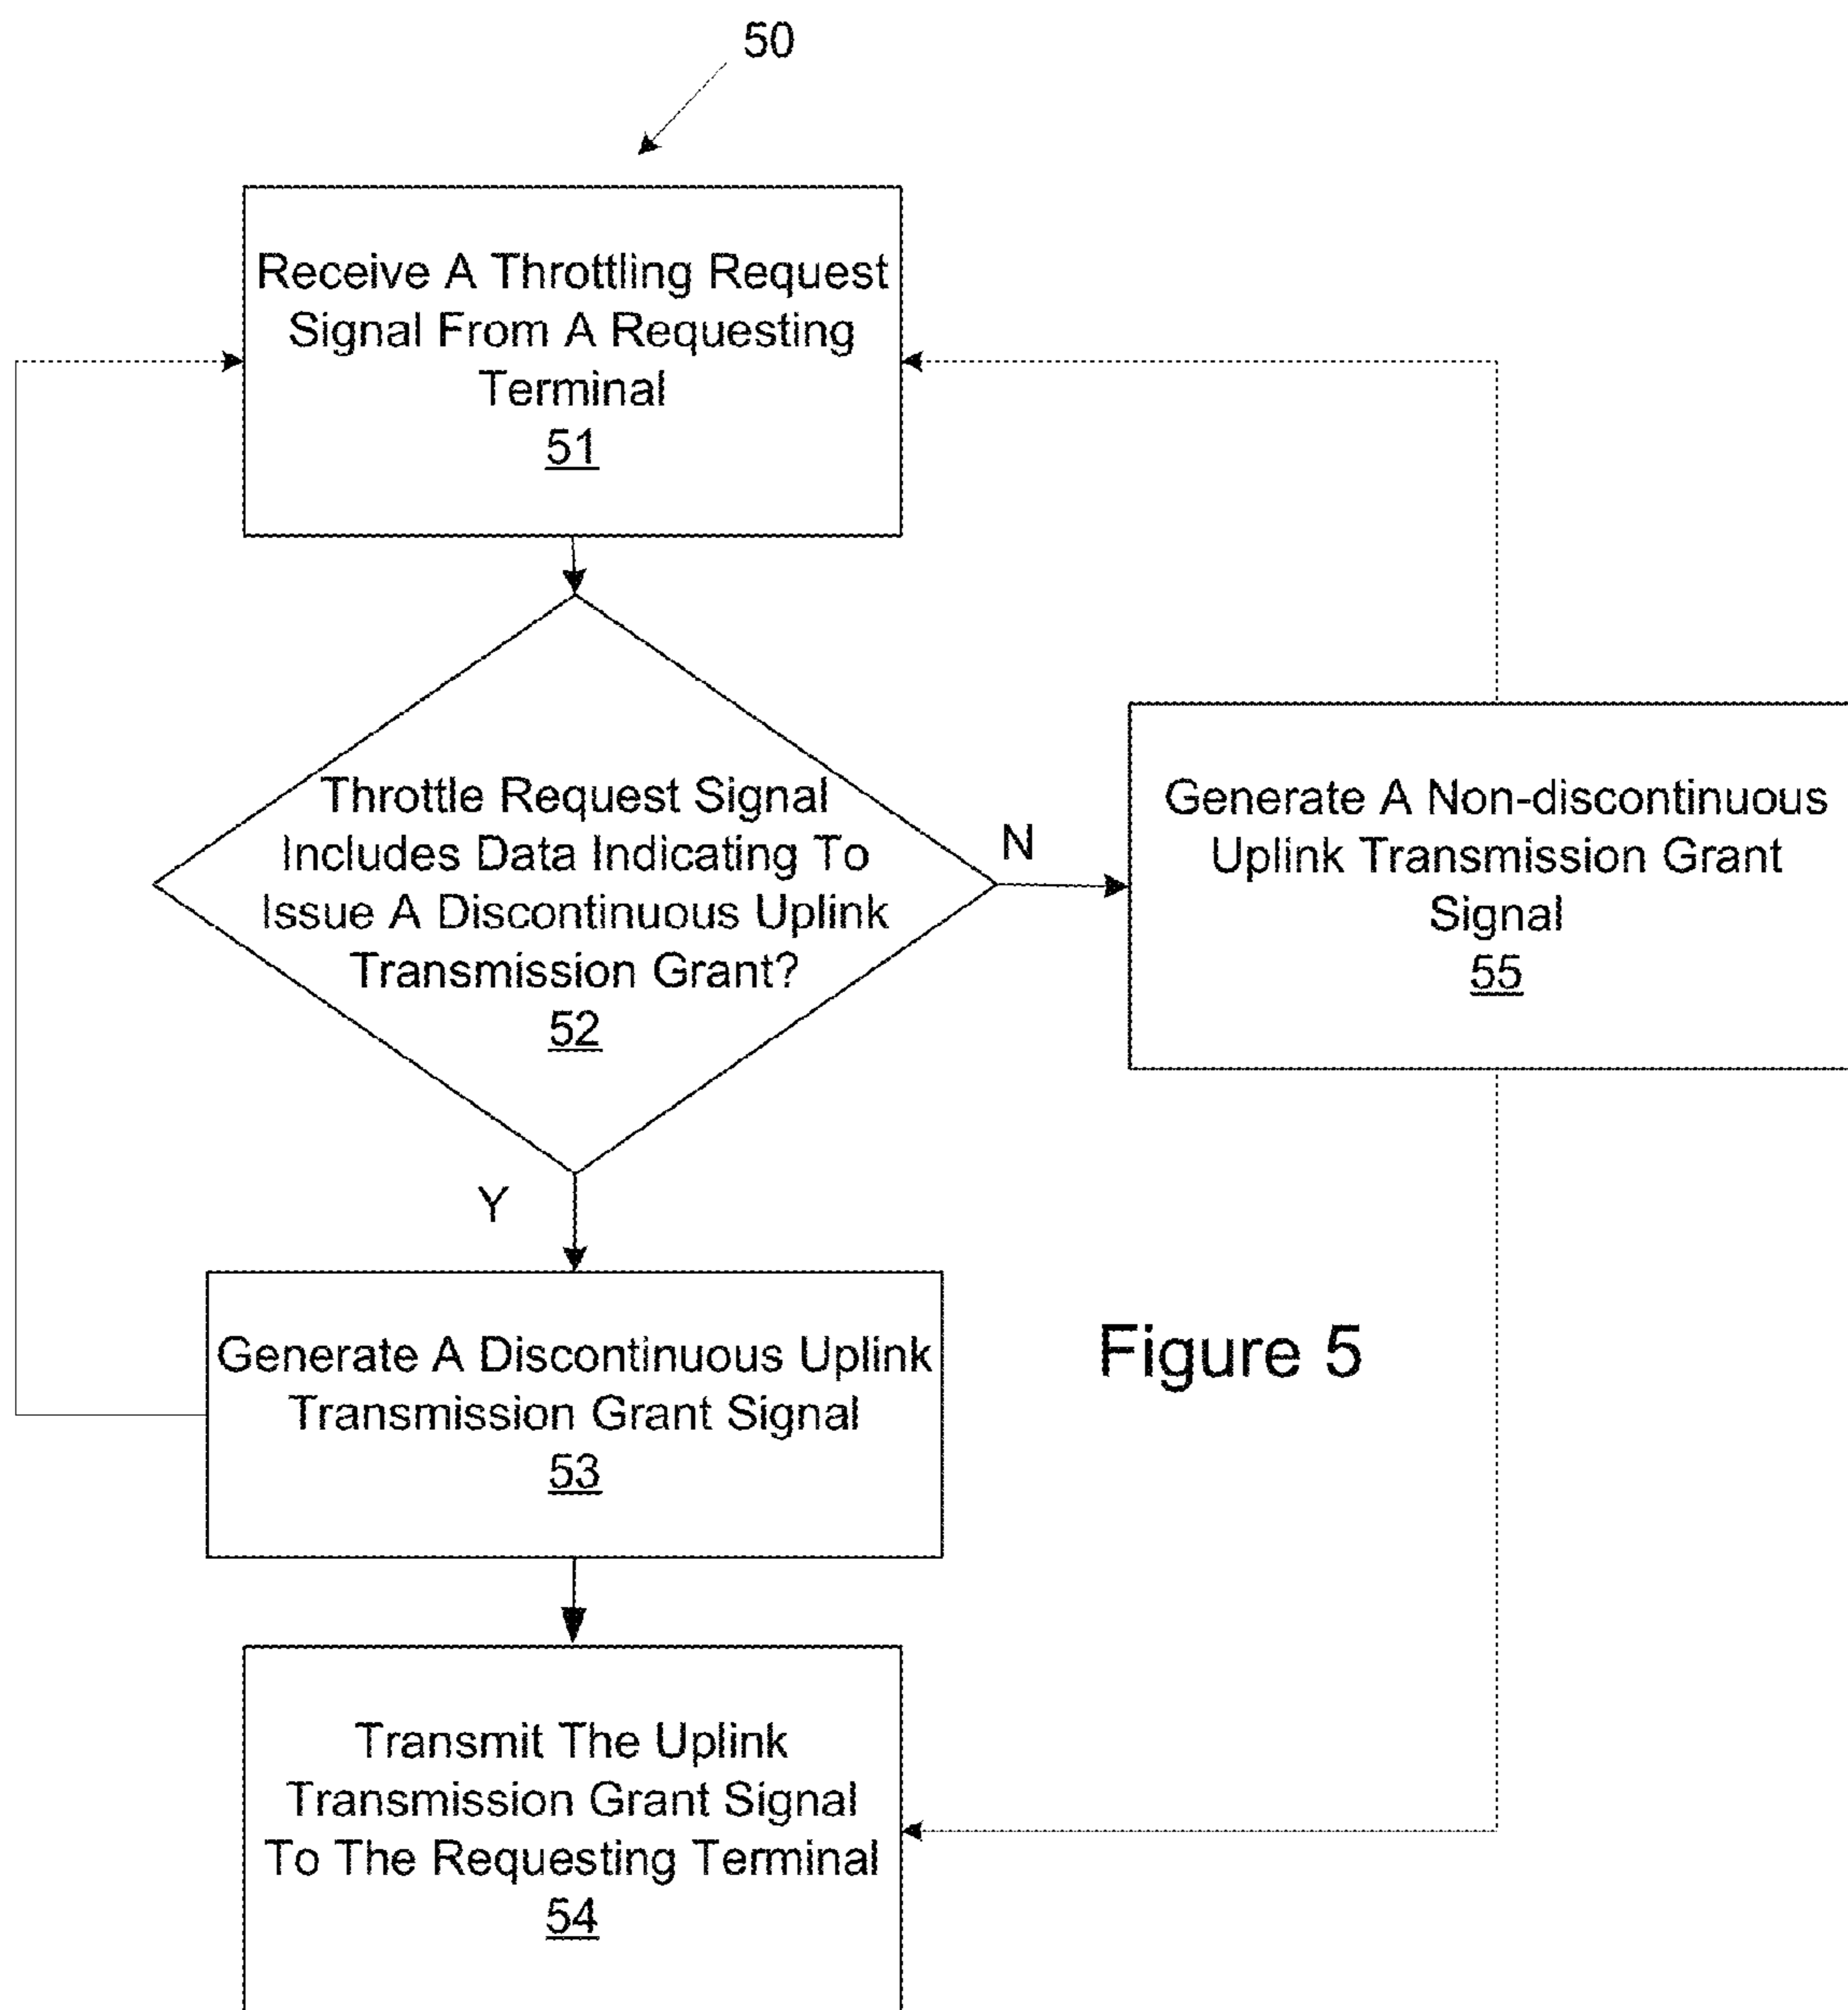 50
Receive A Throttling Request
Signal From A Requesting
Terminal
51
Throttle Request Signal
Includes Data Indicating To
Issue A Discontinuous Uplink
Transmission Grant?
52
N
Generate A Non-discontinuous
Uplink Transmission Grant
Signal
55
Y
Generate A Discontinuous Uplink
Transmission Grant Signal
53
Figure 5
Transmit The Uplink
Transmission Grant Signal
To The Requesting Terminal
54